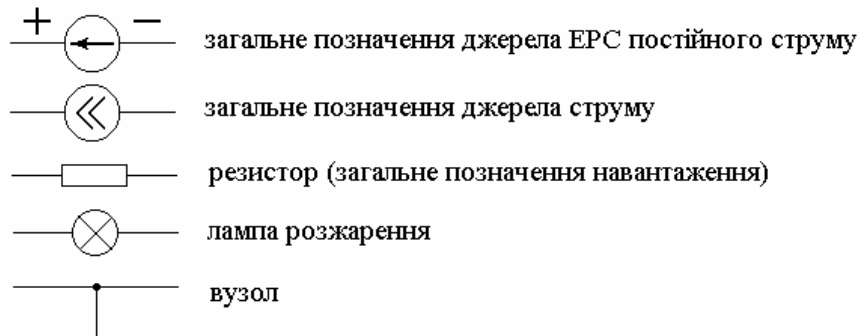 + −
загальне позначення джерела ЕРС постійного струму
загальне позначення джерела струму
резистор (загальне позначення навантаження)
лампа розжарення
вузол